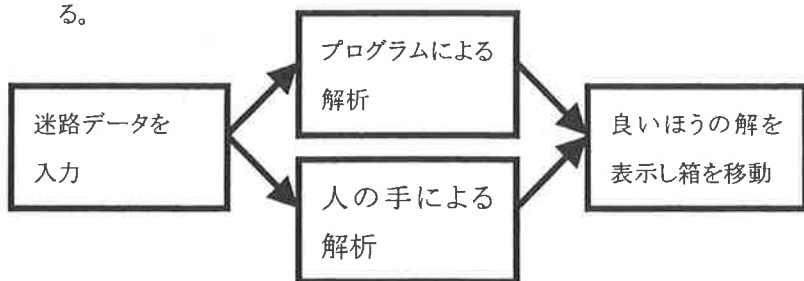 る。
迷路データを
入力
プログラムによる
解析
人の手による
解析
良いほうの解を
表示し箱を移動